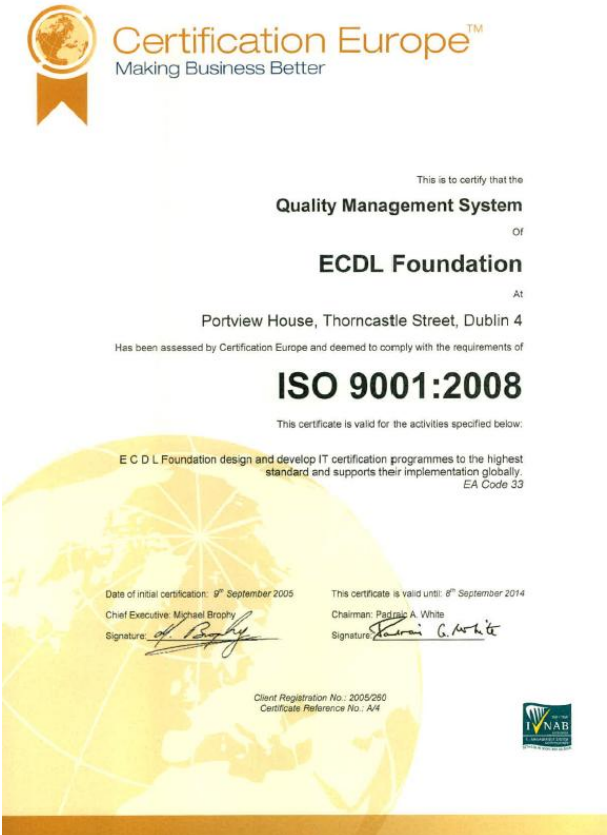 Certification Europe™
Making Business Better
This is to certify that the
Quality Management System
Of
ECDL Foundation
At
Portview House, Thorncastle Street, Dublin 4
Has been assessed by Certification Europe and deemed to comply with the requirements of
ISO 9001:2008
This certificate is valid for the activities specified below:
E C D L Foundation design and develop IT certification programmes to the highest
standard and supports their implementation globally.
EA Code 33
Date of initial certification: 9th September 2005
This certificate is valid until: 8th September 2014
Chief Executive: Michael Brophy
Chairman: Padraic A. White
Signature: M. Brophy
Signature: Padraic A. White
Client Registration No.: 2005/250
Certificate Reference No.: A/4
NAB